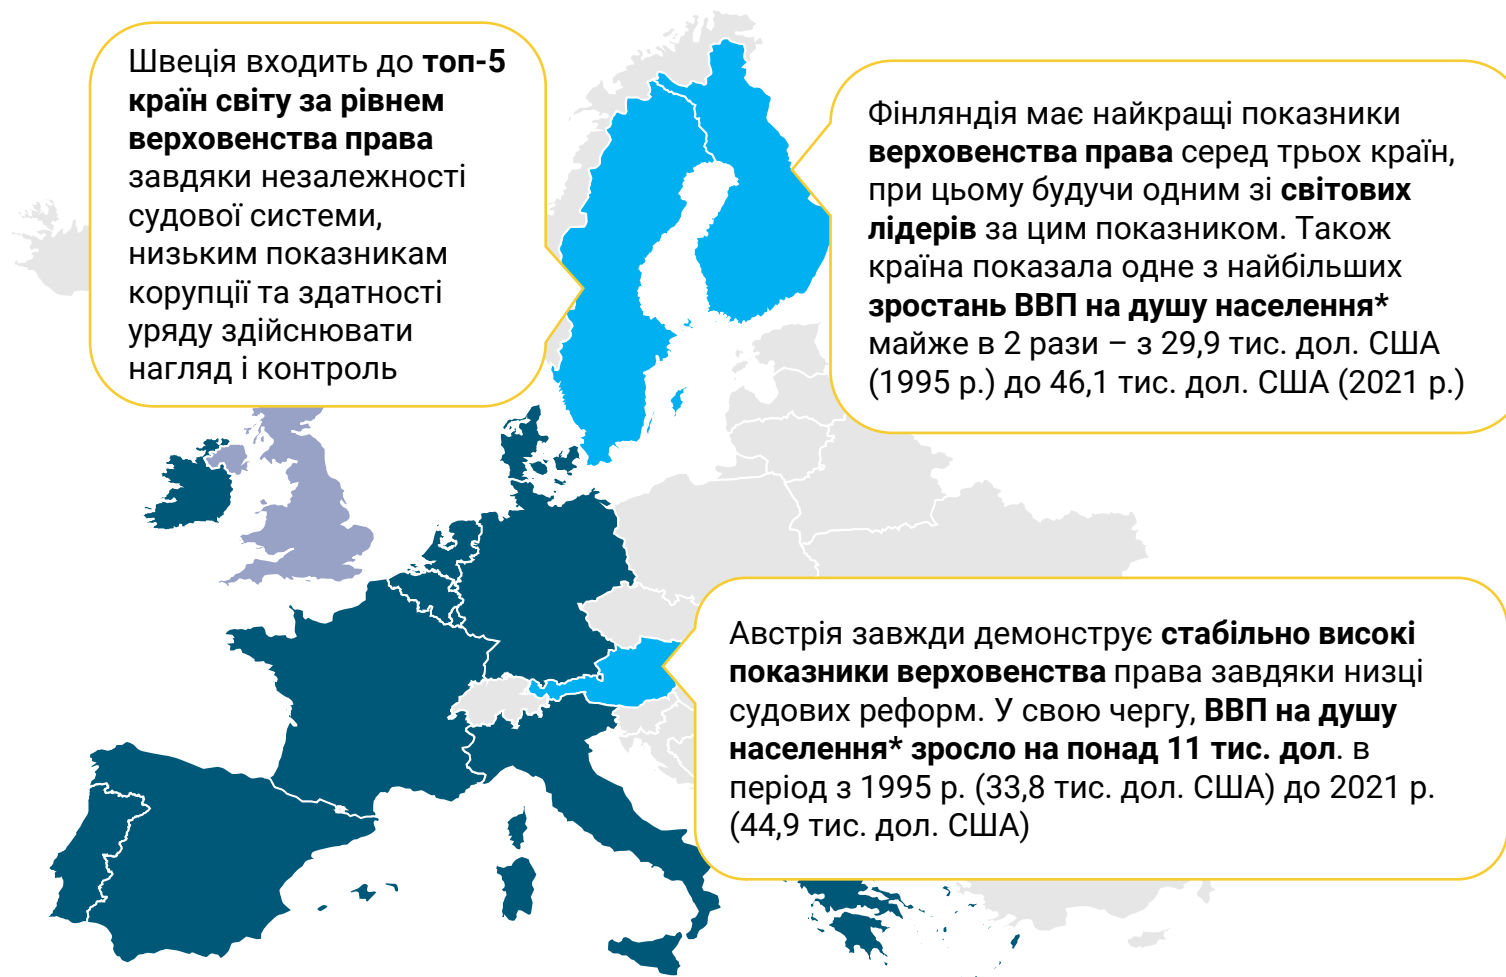 Швеція входить до топ-5
країн світу за рівнем
верховенства права
завдяки незалежності
судової системи,
низьким показникам
корупції та здатності
уряду здійснювати
нагляд і контроль
Фінляндія має найкращі показники
верховенства права серед трьох країн,
при цьому будучи одним зі світових
лідерів за цим показником. Також
країна показала одне з найбільших
зростань ВВП на душу населення*
майже в 2 рази – з 29,9 тис. дол. США
(1995 р.) до 46,1 тис. дол. США (2021 р.)
Австрія завжди демонструє стабільно високі
показники верховенства права завдяки низці
судових реформ. У свою чергу, ВВП на душу
населення* зросло на понад 11 тис. дол. в
період з 1995 р. (33,8 тис. дол. США) до 2021 р.
(44,9 тис. дол. США)